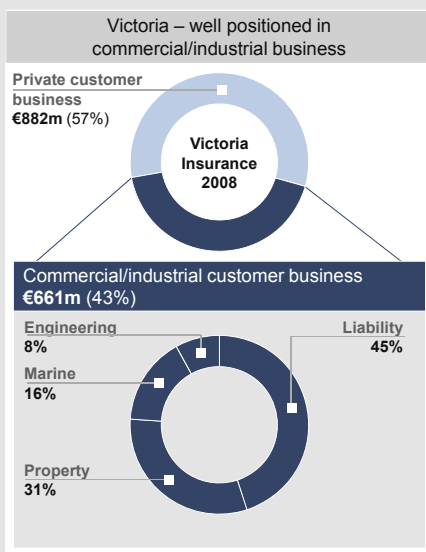 Victoria – well positioned in
commercial/industrial business
Private customer
business
€882m (57%)
Victoria
Insurance
2008
Commercial/industrial customer business
€661m (43%)
Engineering
8%
Liability
45%
Marine
16%
Property
31%